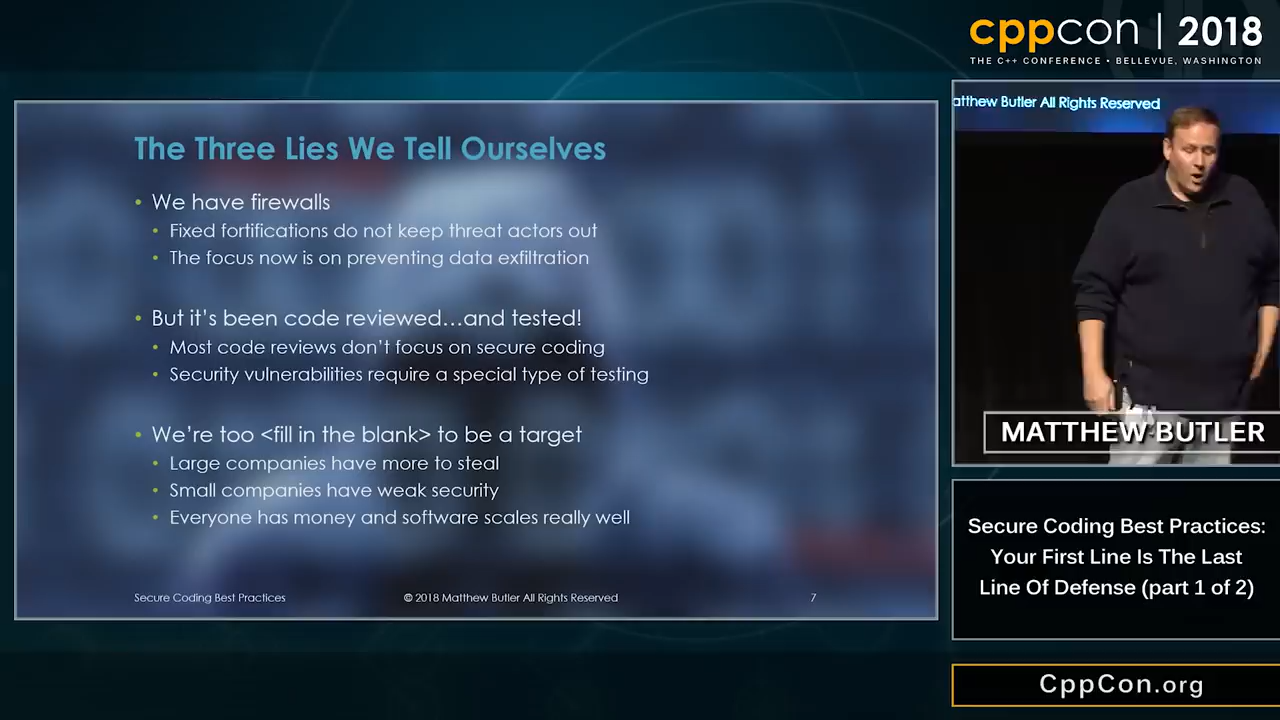 cppcon | 2018
THE C++ CONFERENCE • BELLEVUE, WASHINGTON
The Three Lies We Tell Ourselves
• We have firewalls
• Fixed fortifications do not keep threat actors out
• The focus now is on preventing data exfiltration
• But it's been code reviewed...and tested!
• Most code reviews don't focus on secure coding
• Security vulnerabilities require a special type of testing
• We're too <fill in the blank> to be a target
• Large companies have more to steal
• Small companies have weak security
• Everyone has money and software scales really well
Secure Coding Best Practices
© 2018 Matthew Butler All Rights Reserved
7
atthew Butler All Rights Reserved
MATTHEW BUTLER
Secure Coding Best Practices:
Your First Line Is The Last
Line Of Defense (part 1 of 2)
CppCon.org